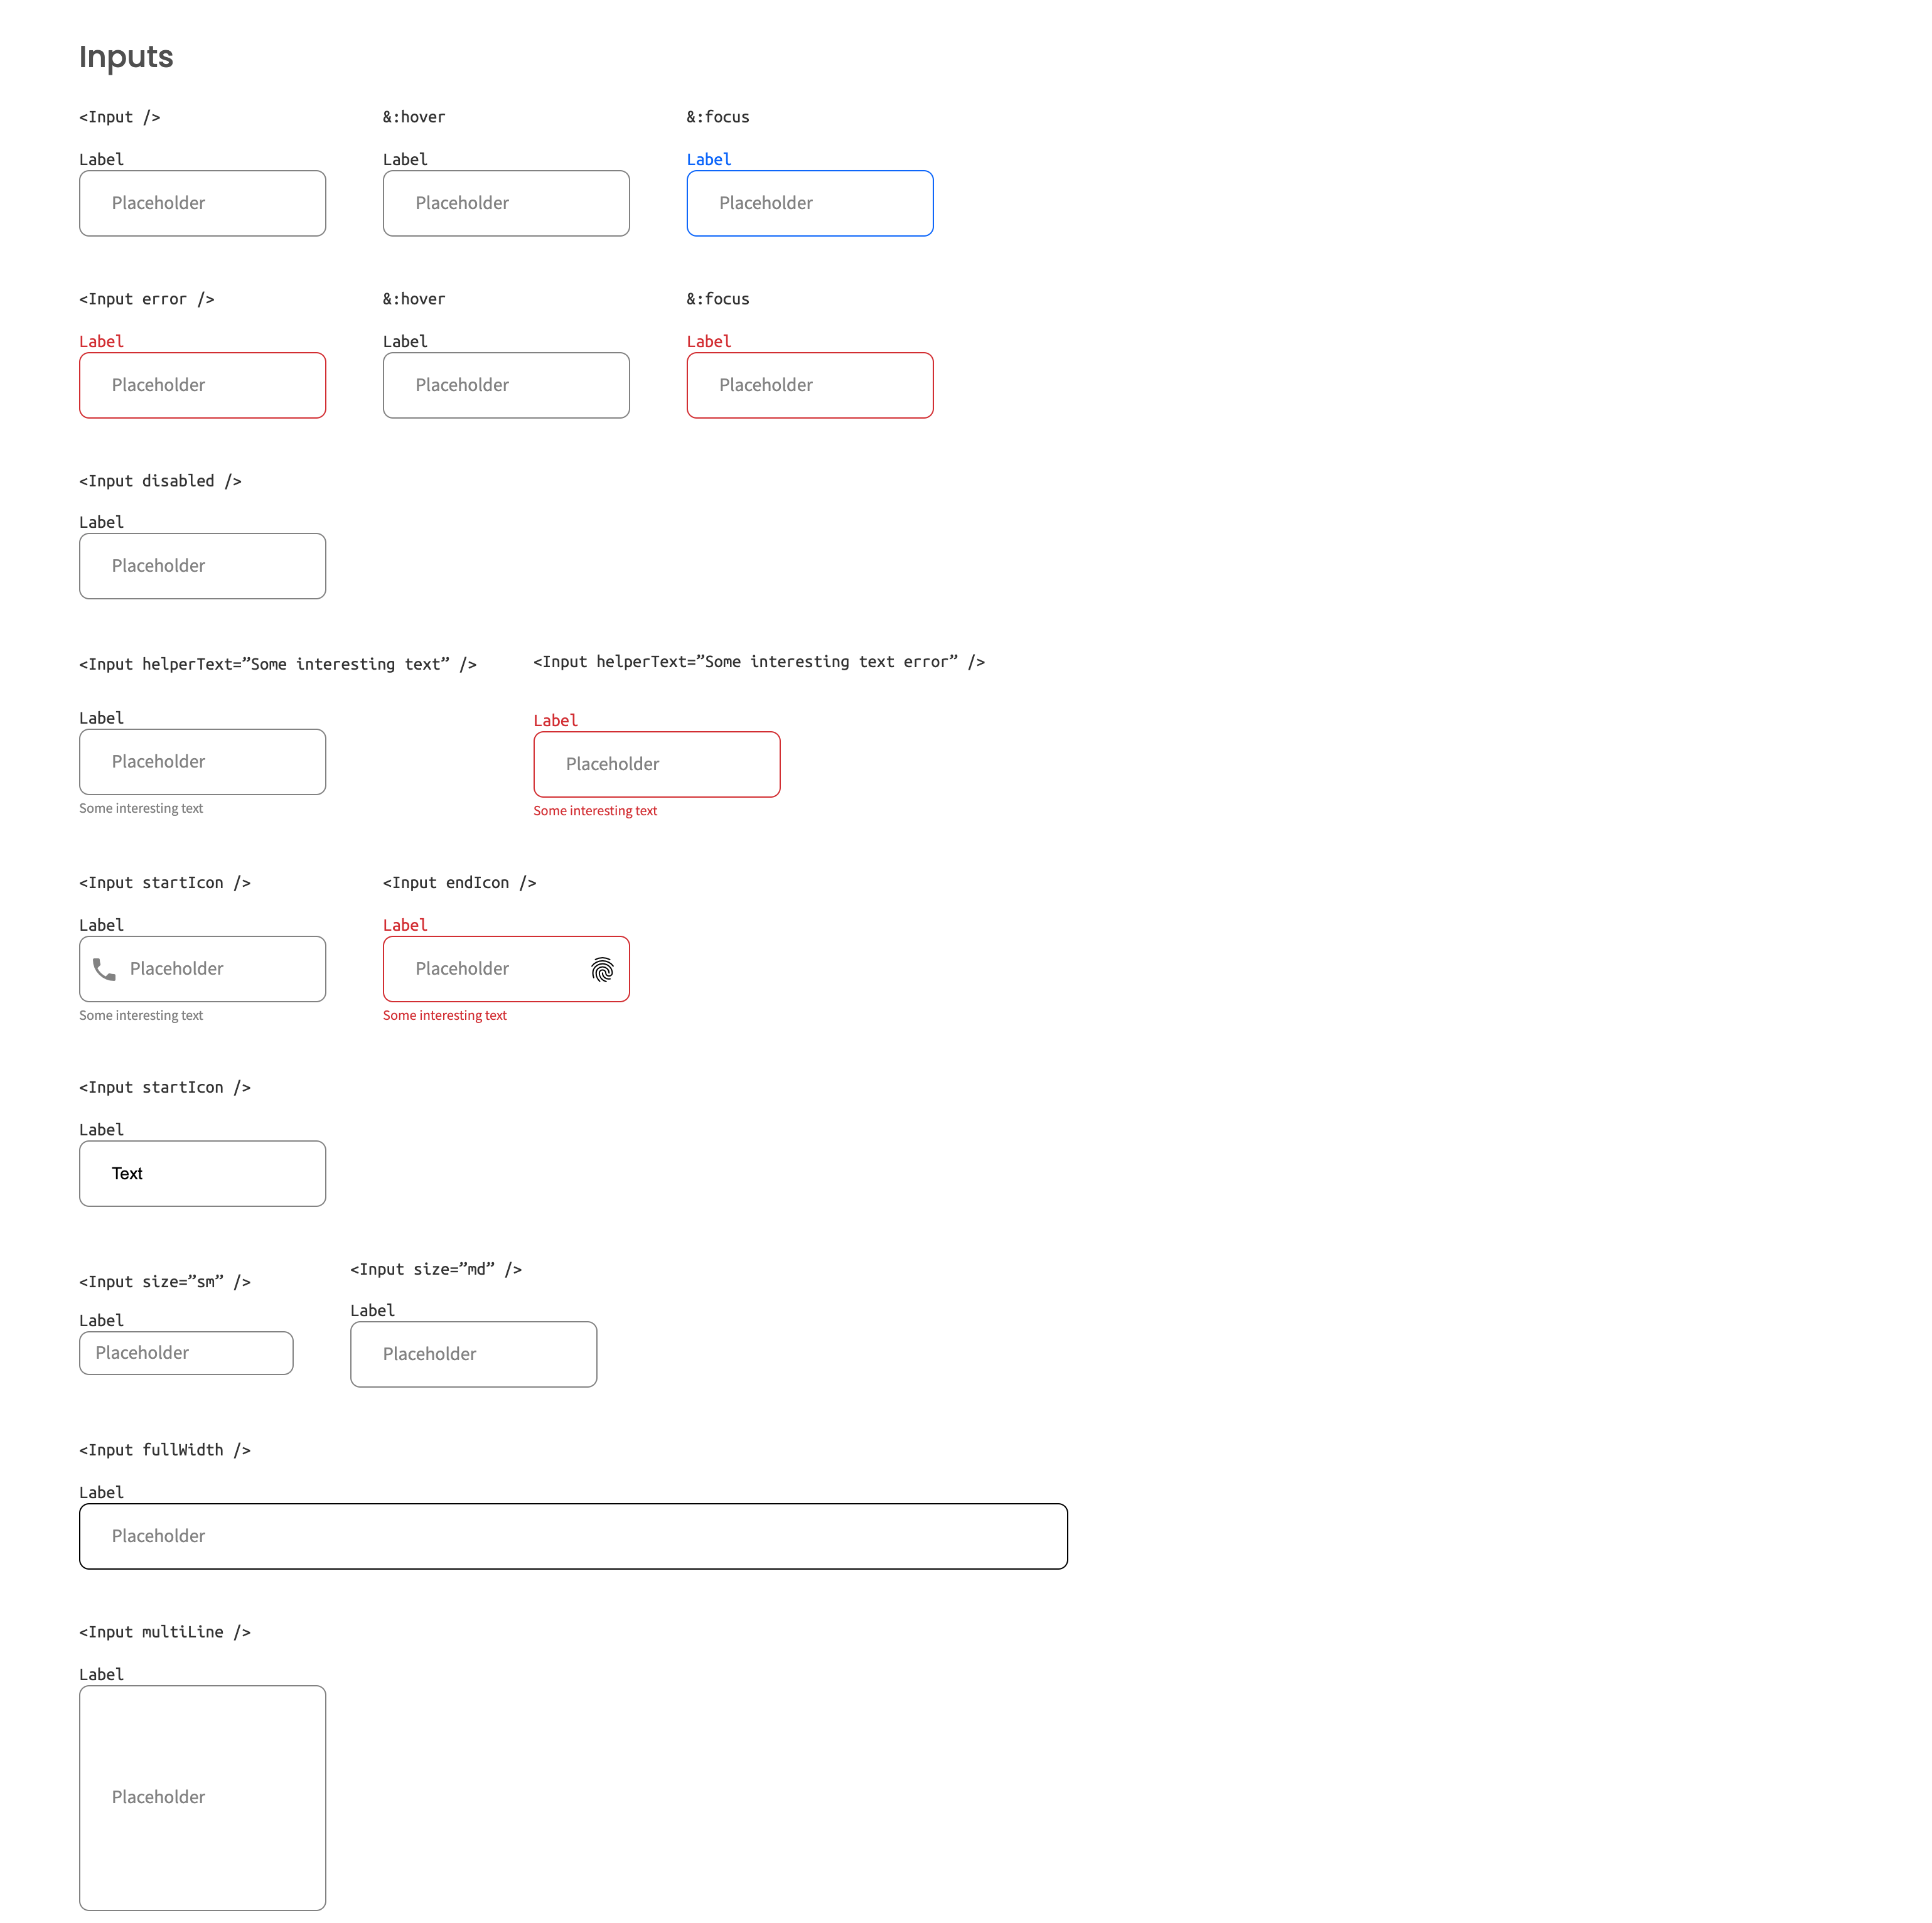 Inputs
<Input />
&:hover
&:focus
Label
Label
Label
Placeholder
Placeholder
Placeholder
<Input error />
&:hover
&:focus
Label
Label
Label
Placeholder
Placeholder
Placeholder
<Input disabled />
Label
Placeholder
<Input helperText=”Some interesting text” />
<Input helperText=”Some interesting text error” />
Label
Label
Placeholder
Placeholder
Some interesting text
Some interesting text
<Input startIcon />
<Input endIcon />
Label
Label
Placeholder
Placeholder
Some interesting text
Some interesting text
<Input startIcon />
Label
Text
<Input size=”sm” />
<Input size=”md” />
Label
Label
Placeholder
Placeholder
<Input fullWidth />
Label
Placeholder
<Input multiLine />
Label
Placeholder